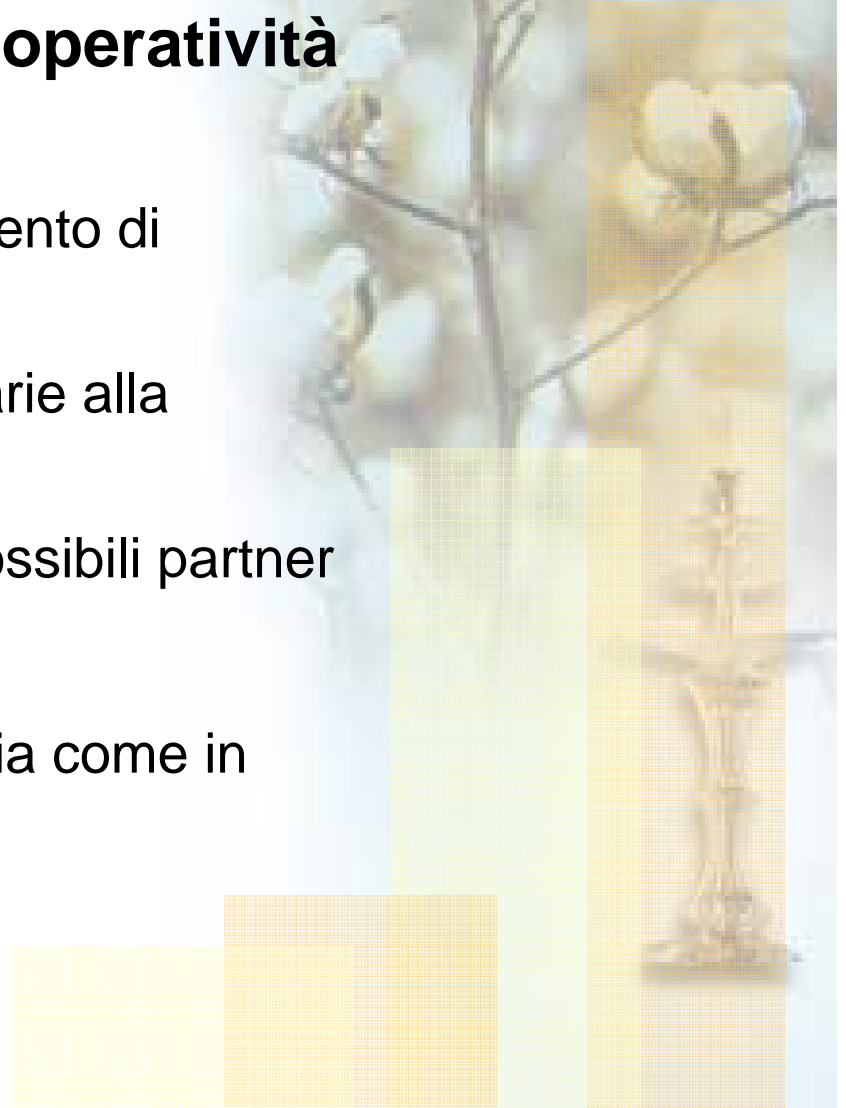 operatività
ento di
arie alla
ossibili partner
ia come in